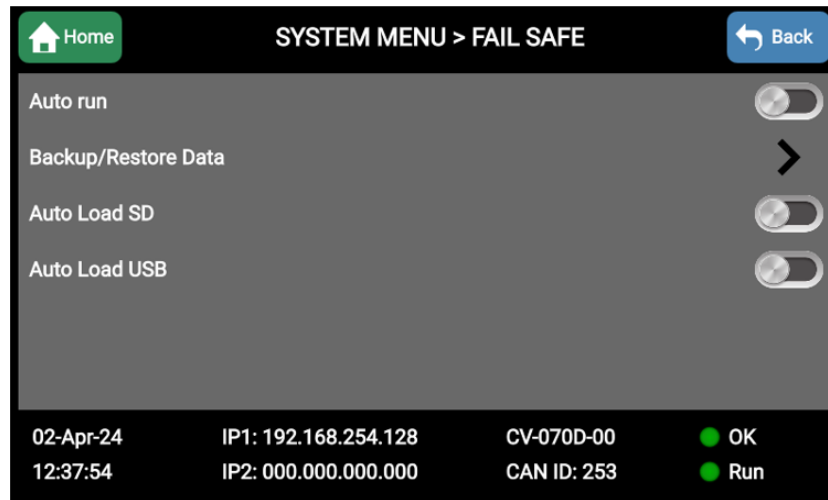 Home SYSTEM MENU > FAIL SAFE Back
Auto run
Backup/Restore Data
Auto Load SD
Auto Load USB
02-Apr-24 IP1: 192.168.254.128 CV-070D-00 OK
12:37:54 IP2: 000.000.000.000 CAN ID: 253 Run